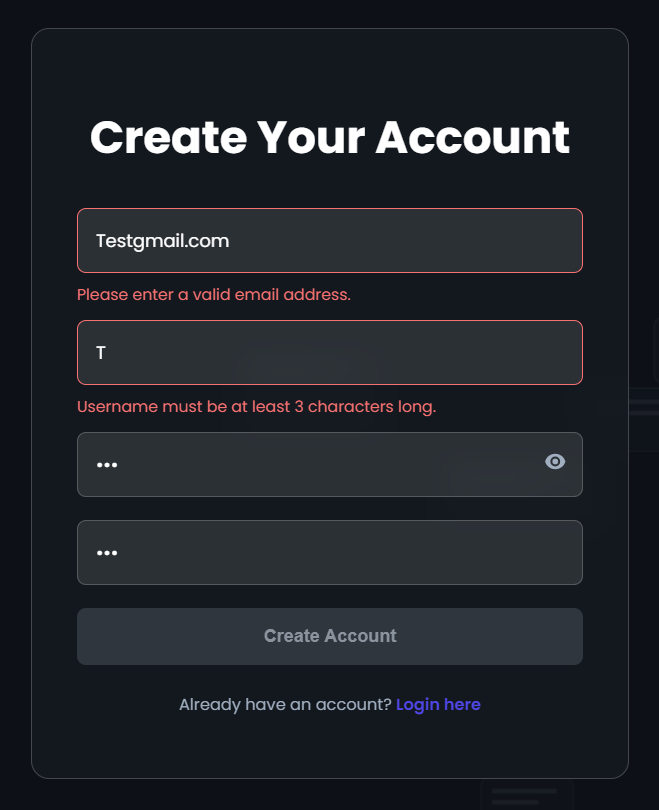 Create Your Account
Testgmail.com
Please enter a valid email address.
T
Username must be at least 3 characters long.
•••
•••
Create Account
Already have an account? Login here